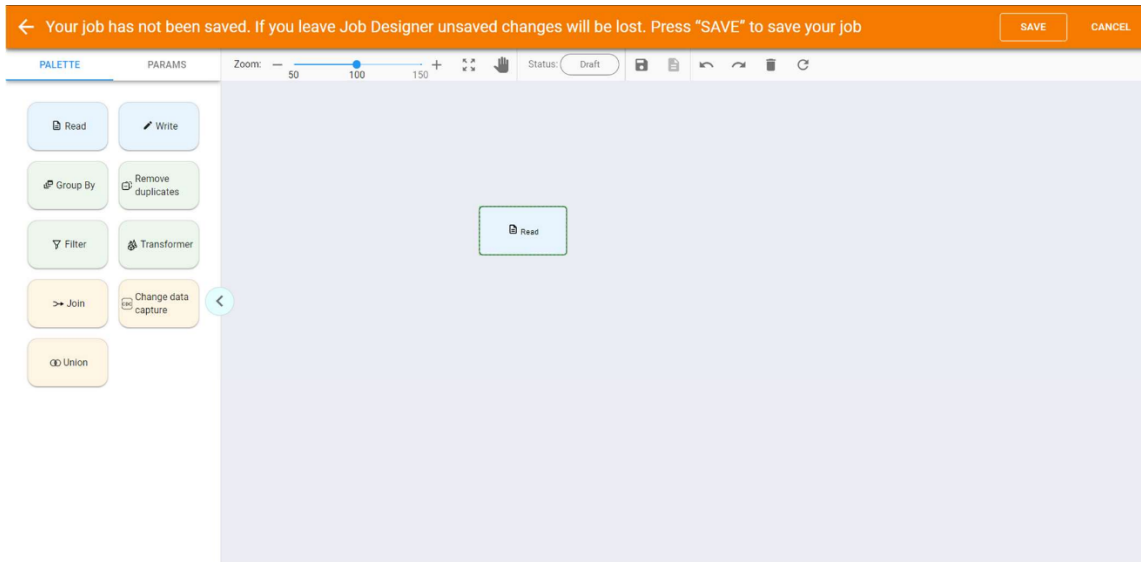 Your job has not been saved. If you leave Job Designer unsaved changes will be lost. Press “SAVE” to save your job
SAVE
CANCEL
PALETTE
PARAMS
Zoom:
50
100
150
Status:
Draft
Read
Write
Group By
Remove
duplicates
Filter
Transformer
Join
Change data
capture
Union
Read